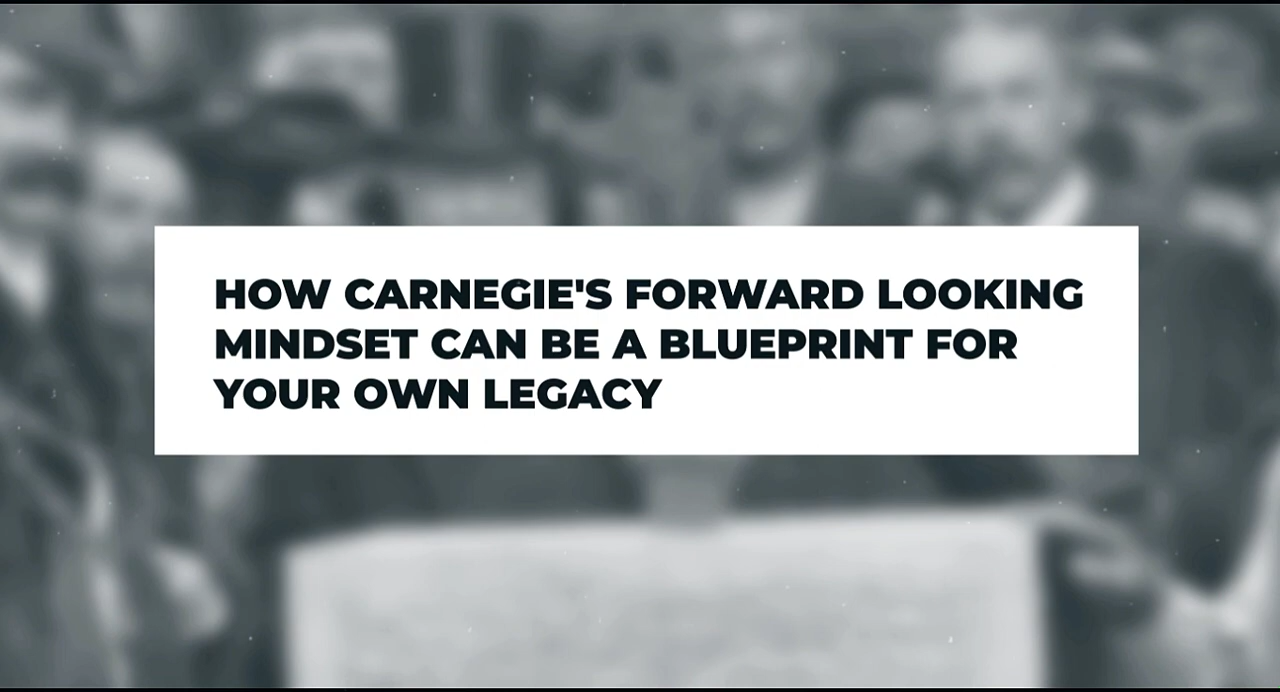 HOW CARNEGIE'S FORWARD LOOKING
MINDSET CAN BE A BLUEPRINT FOR
YOUR OWN LEGACY